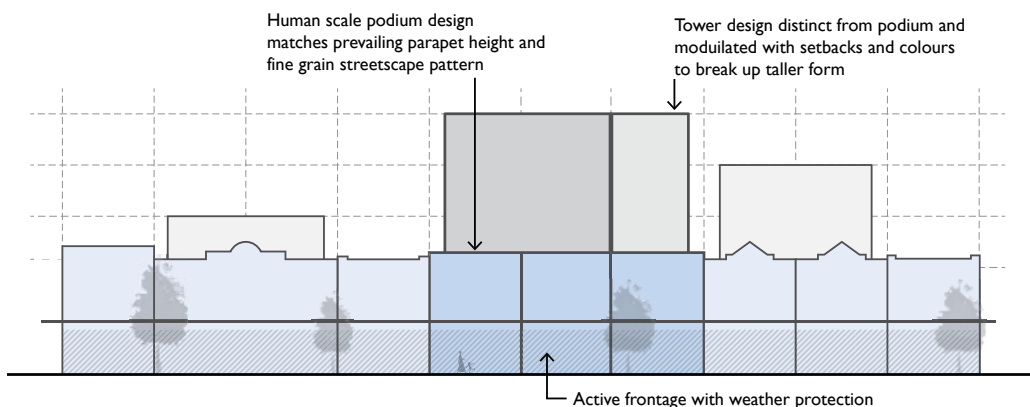 Human scale podium design
matches prevailing parapet height and
fine grain streetscape pattern
Tower design distinct from podium and
moduilated with setbacks and colours
to break up taller form
Active frontage with weather protection